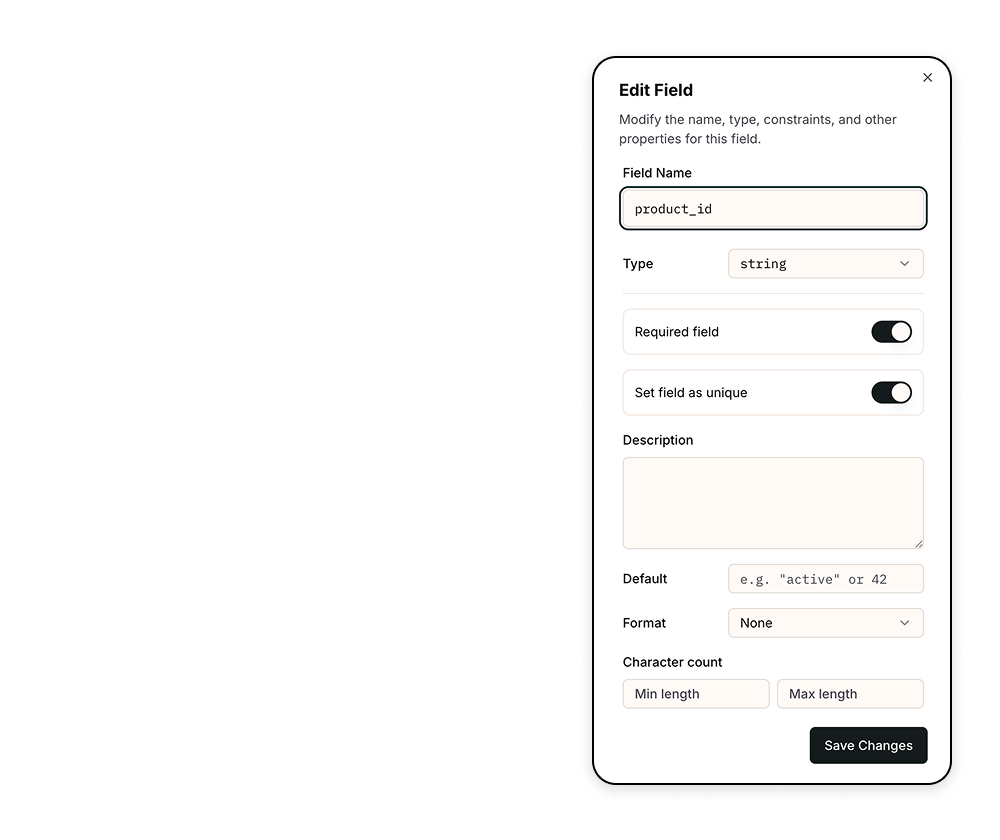 Edit Field
Modify the name, type, constraints, and other
properties for this field.
Field Name
product_id
Type
string
Required field
Set field as unique
Description
Default
e.g. "active" or 42
Format
None
Character count
Min length
Max length
Save Changes